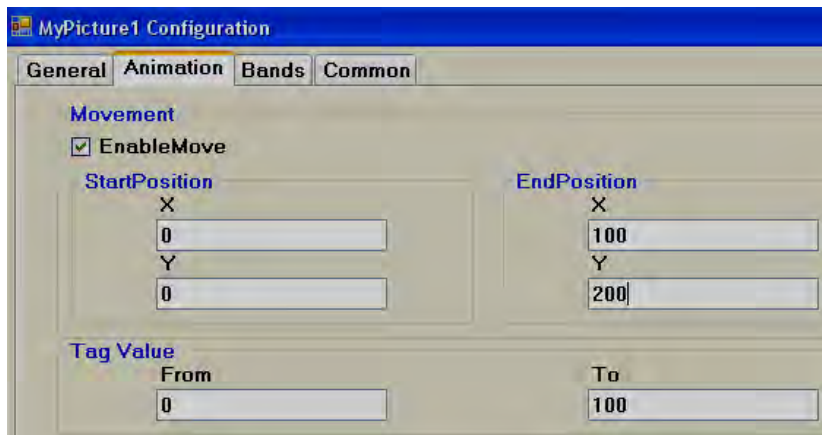 MyPicture1 Configuration
General Animation Bands Common
Movement
EnableMove
StartPosition EndPosition
X X
0 100
Y Y
0 200
Tag Value
From To
0 100